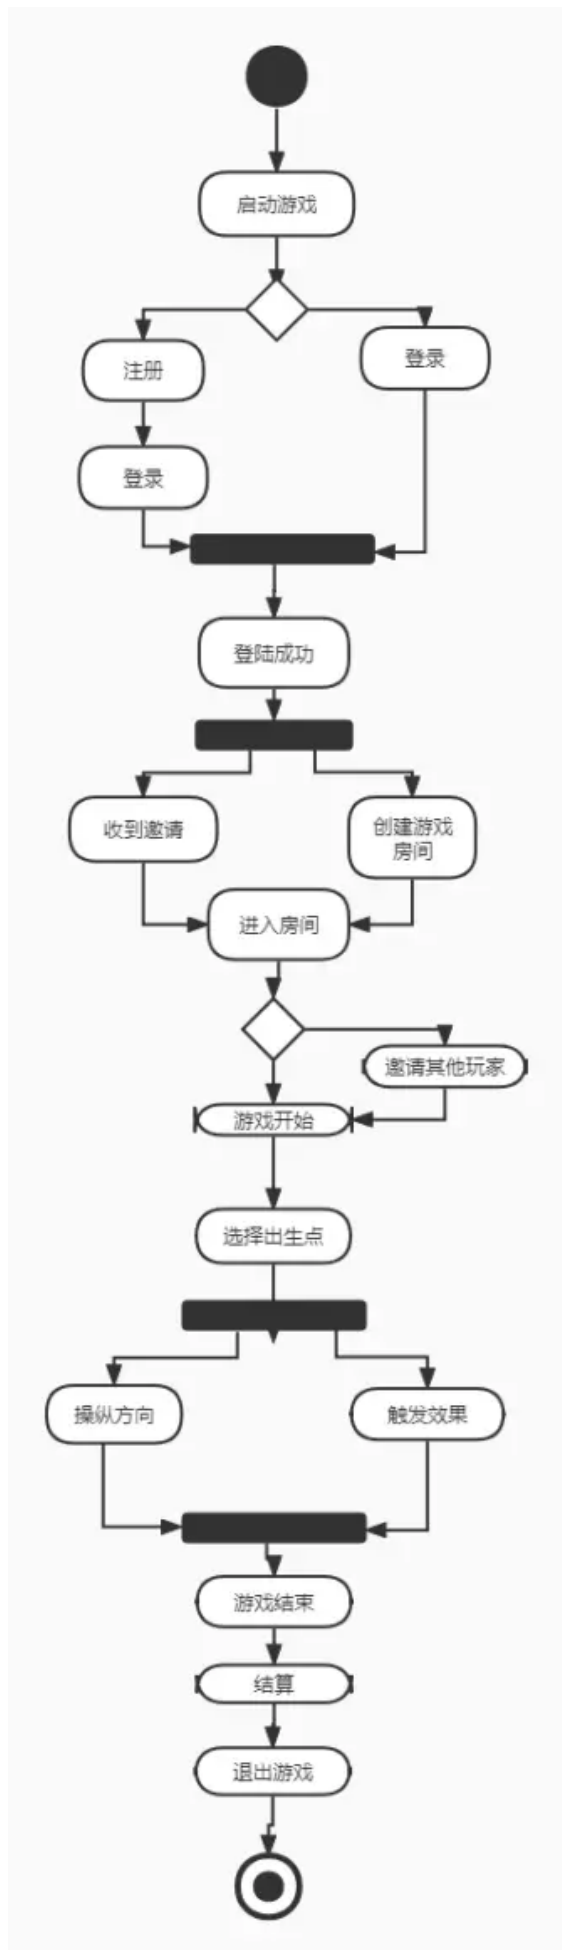 启动游戏
注册
登录
登录
登陆成功
收到邀请
创建游戏
房间
进入房间
邀请其他玩家
游戏开始
选择出生点
操纵方向
触发效果
游戏结束
结算
退出游戏